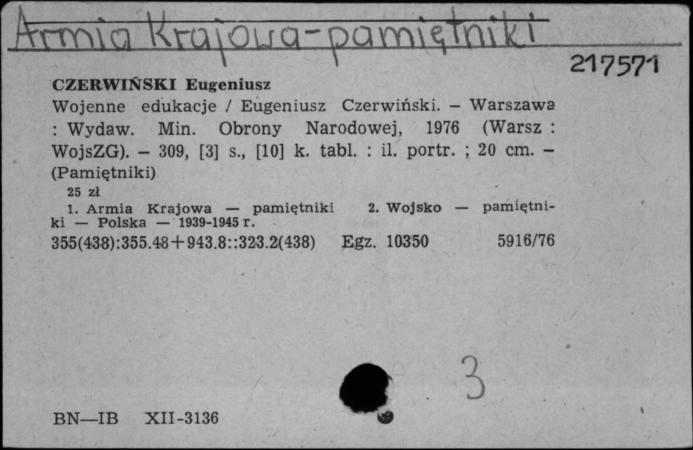 Armia Krajowa-pamiętniki
217571
CZERWIŃSKI Eugeniusz
Wojenne edukacje / Eugeniusz Czerwiński. – Warszawa
: Wydaw. Min. Obrony Narodowej, 1976 (Warsz :
WojsZG). – 309, [3] s., [10] k. tabl. : il. portr. ; 20 cm. –
(Pamiętniki)
25 zł
1. Armia Krajowa — pamiętniki 2. Wojsko — pamiętni-
ki — Polska — 1939-1945 r.
355(438):355.48+943.8::323.2(438) Egz. 10350 5916/76
3
BN—IB XII-3136